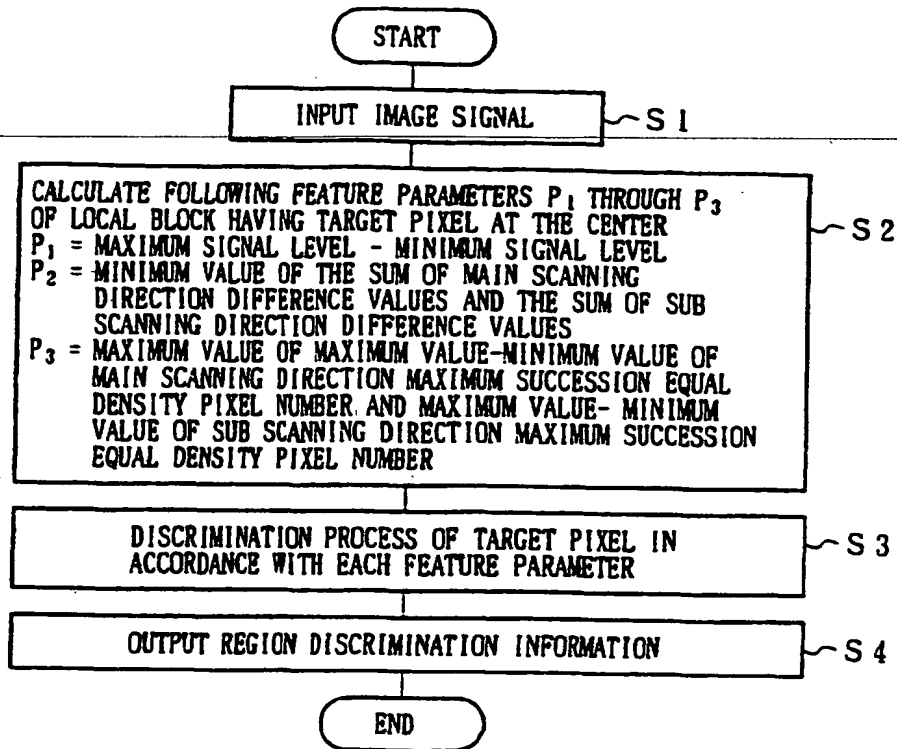 START
INPUT IMAGE SIGNAL
S1
CALCULATE FOLLOWING FEATURE PARAMETERS P1 THROUGH P3
OF LOCAL BLOCK HAVING TARGET PIXEL AT THE CENTER
P1 = MAXIMUM SIGNAL LEVEL - MINIMUM SIGNAL LEVEL
P2 = MINIMUM VALUE OF THE SUM OF MAIN SCANNING
DIRECTION DIFFERENCE VALUES AND THE SUM OF SUB
SCANNING DIRECTION DIFFERENCE VALUES
P3 = MAXIMUM VALUE OF MAXIMUM VALUE-MINIMUM VALUE OF
MAIN SCANNING DIRECTION MAXIMUM SUCCESSION EQUAL
DENSITY PIXEL NUMBER AND MAXIMUM VALUE- MINIMUM
VALUE OF SUB SCANNING DIRECTION MAXIMUM SUCCESSION
EQUAL DENSITY PIXEL NUMBER
S2
DISCRIMINATION PROCESS OF TARGET PIXEL IN
ACCORDANCE WITH EACH FEATURE PARAMETER
S3
OUTPUT REGION DISCRIMINATION INFORMATION
S4
END